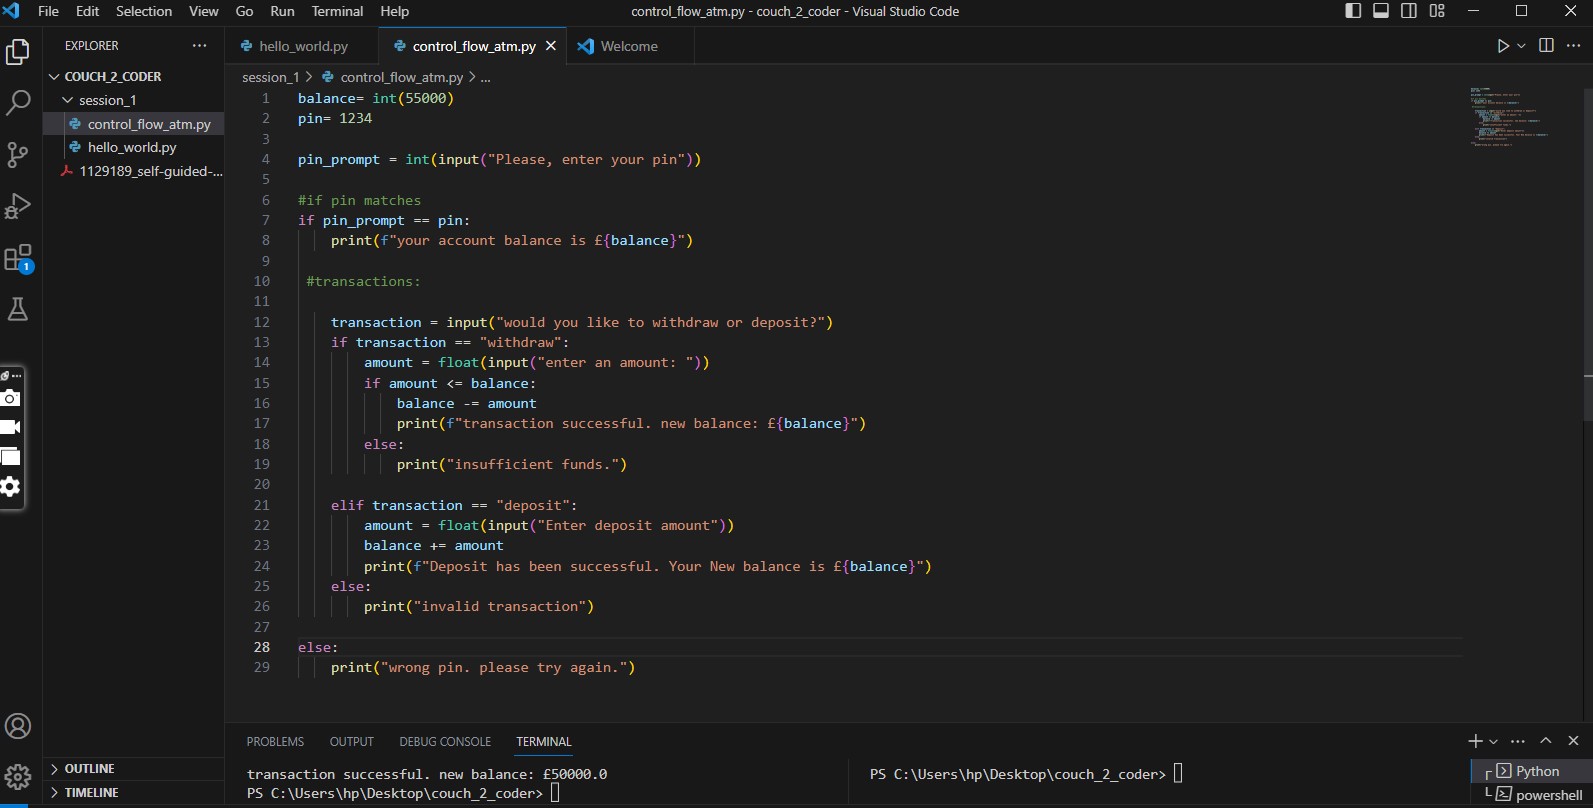 File Edit Selection View Go Run Terminal Help control_flow_atm.py - couch_2_coder - Visual Studio Code
EXPLORER
COUCH_2_CODER
session_1
control_flow_atm.py
hello_world.py
1129189_self-guided-...
OUTLINE
TIMELINE
1
hello_world.py control_flow_atm.py Welcome
session_1 > control_flow_atm.py > ...
1 balance= int(55000)
2 pin= 1234
3
4 pin_prompt = int(input("Please, enter your pin"))
5
6 #if pin matches
7 if pin_prompt == pin:
8     print(f"your account balance is £{balance}")
9
10  #transactions:
11
12     transaction = input("would you like to withdraw or deposit?")
13     if transaction == "withdraw":
14         amount = float(input("enter an amount: "))
15         if amount <= balance:
16             balance -= amount
17             print(f"transaction successful. new balance: £{balance}")
18         else:
19             print("insufficient funds.")
20
21     elif transaction == "deposit":
22         amount = float(input("Enter deposit amount"))
23         balance += amount
24         print(f"Deposit has been successful. Your New balance is £{balance}")
25     else:
26         print("invalid transaction")
27
28 else:
29     print("wrong pin. please try again.")
PROBLEMS OUTPUT DEBUG CONSOLE TERMINAL
transaction successful. new balance: £50000.0
PS C:\Users\hp\Desktop\couch_2_coder>
PS C:\Users\hp\Desktop\couch_2_coder>
Python
powershell